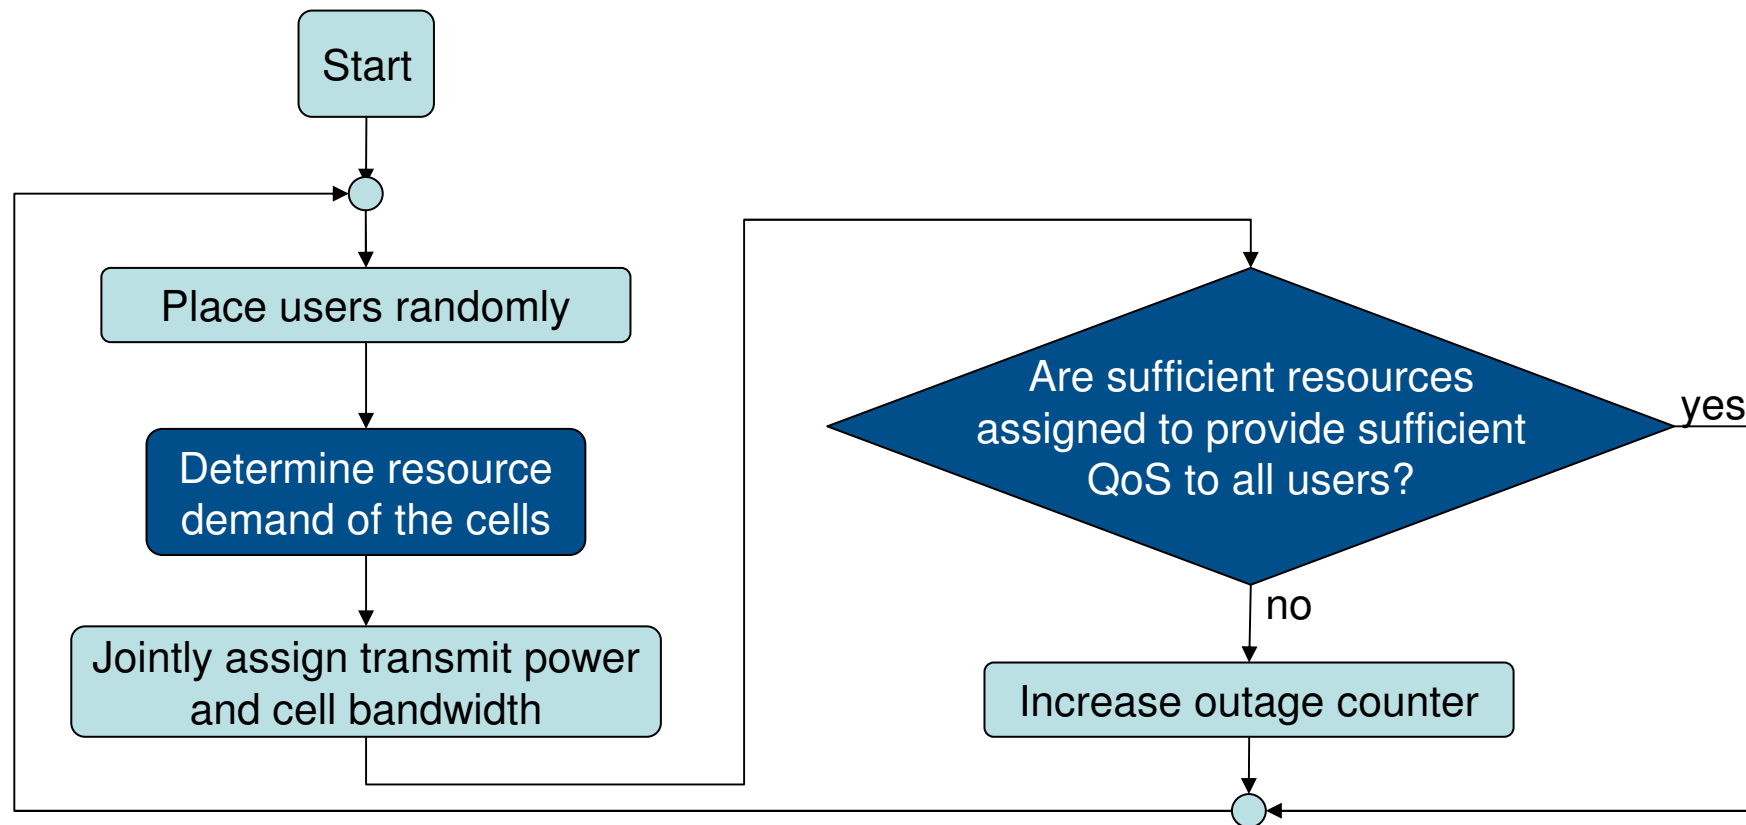 Start
Place users randomly
Determine resource
demand of the cells
Jointly assign transmit power
and cell bandwidth
Are sufficient resources
assigned to provide sufficient
QoS to all users?
yes
no
Increase outage counter